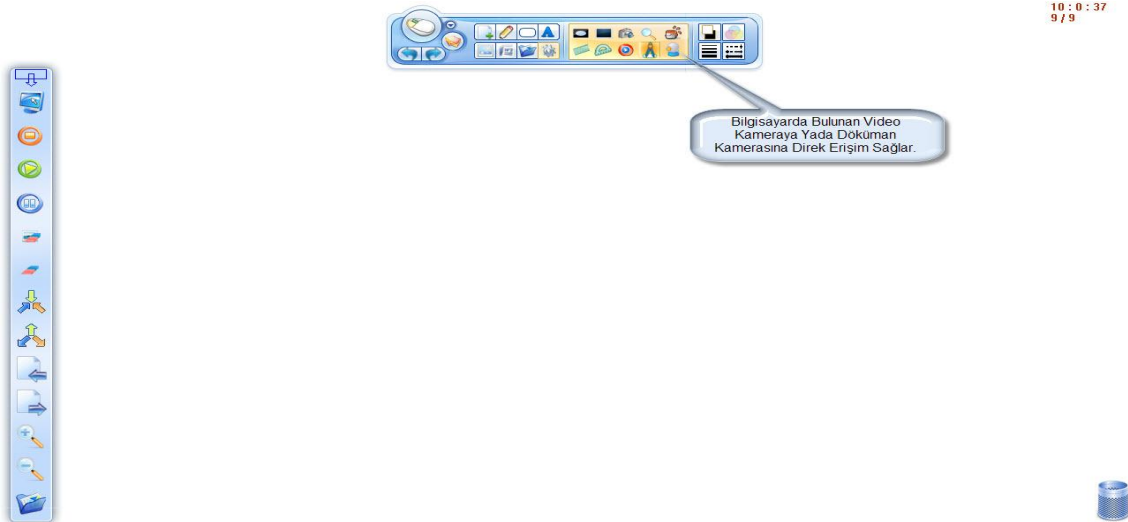 10 : 0 : 37
9 / 9
Bilgisayarda Bulunan Video
Kameraya Yada Döküman
Kamerasına Direk Erişim Sağlar.